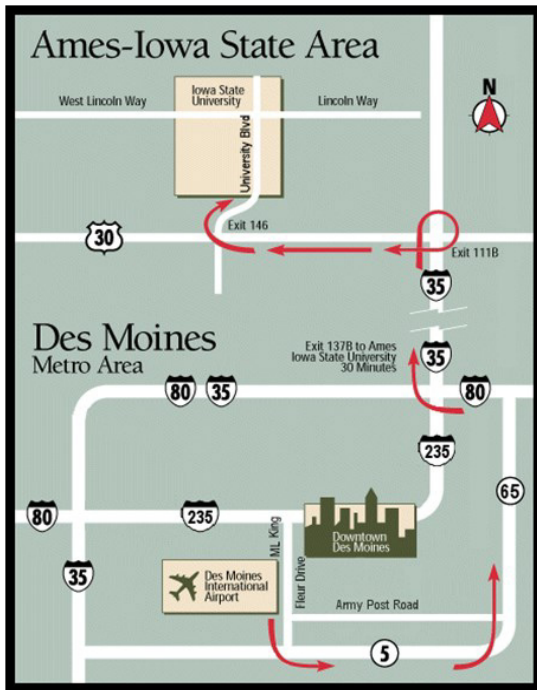 Ames-Iowa State Area
Iowa State
University
West Lincoln Way
Lincoln Way
N
University Blvd
Exit 146
30
Exit 111B
35
Des Moines
Metro Area
Exit 137B to Ames
Iowa State University
30 Minutes
35
80
35
80
235
65
80
235
ML King
Downtown
Des Moines
35
Des Moines
International
Airport
Fleur Drive
Army Post Road
5